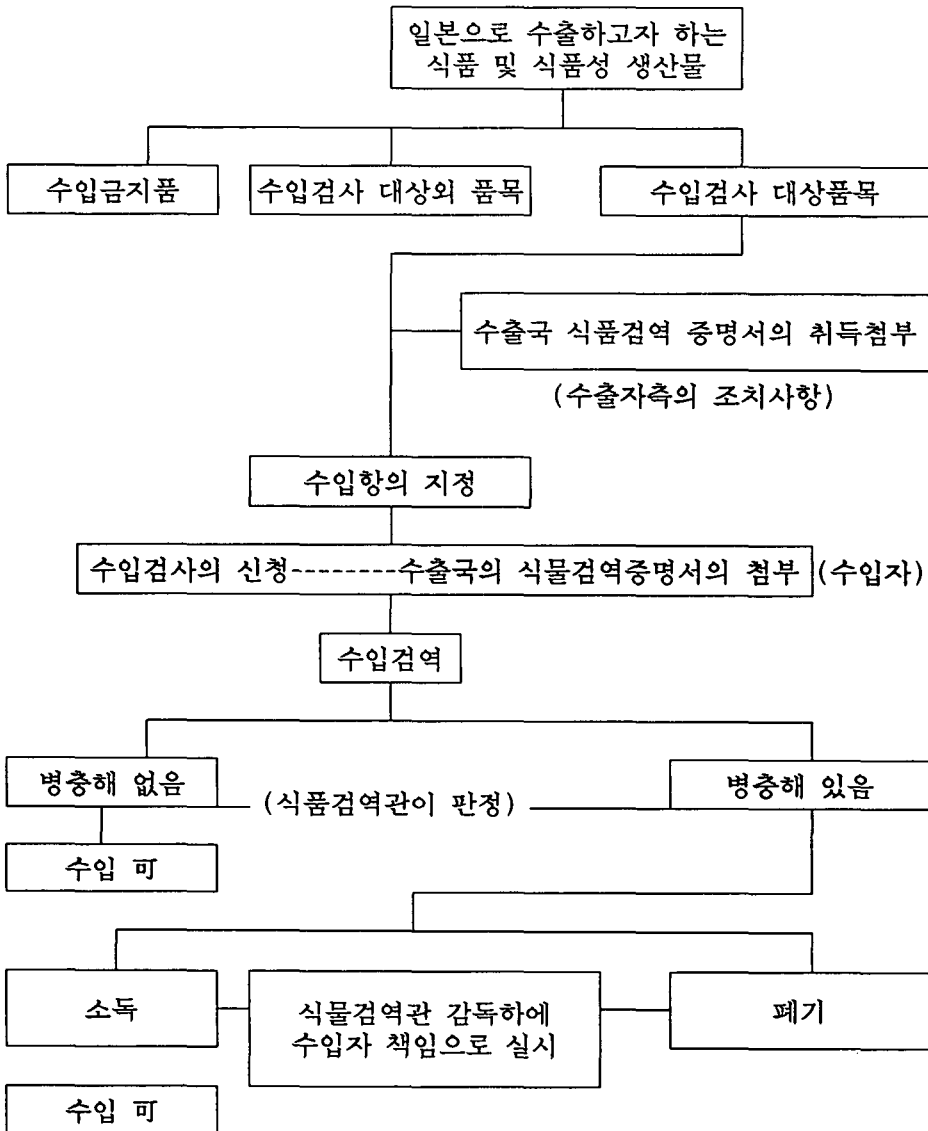 일본으로 수출하고자 하는
식품 및 식품성 생산물
수입금지품
수입검사 대상외 품목
수입검사 대상품목
수출국 식품검역 증명서의 취득첨부
(수출자측의 조치사항)
수입항의 지정
수입검사의 신청--------수출국의 식물검역증명서의 첨부 (수입자)
수입검역
병충해 없음
(식품검역관이 판정)
병충해 있음
수입 可
소독
식물검역관 감독하에
수입자 책임으로 실시
폐기
수입 可